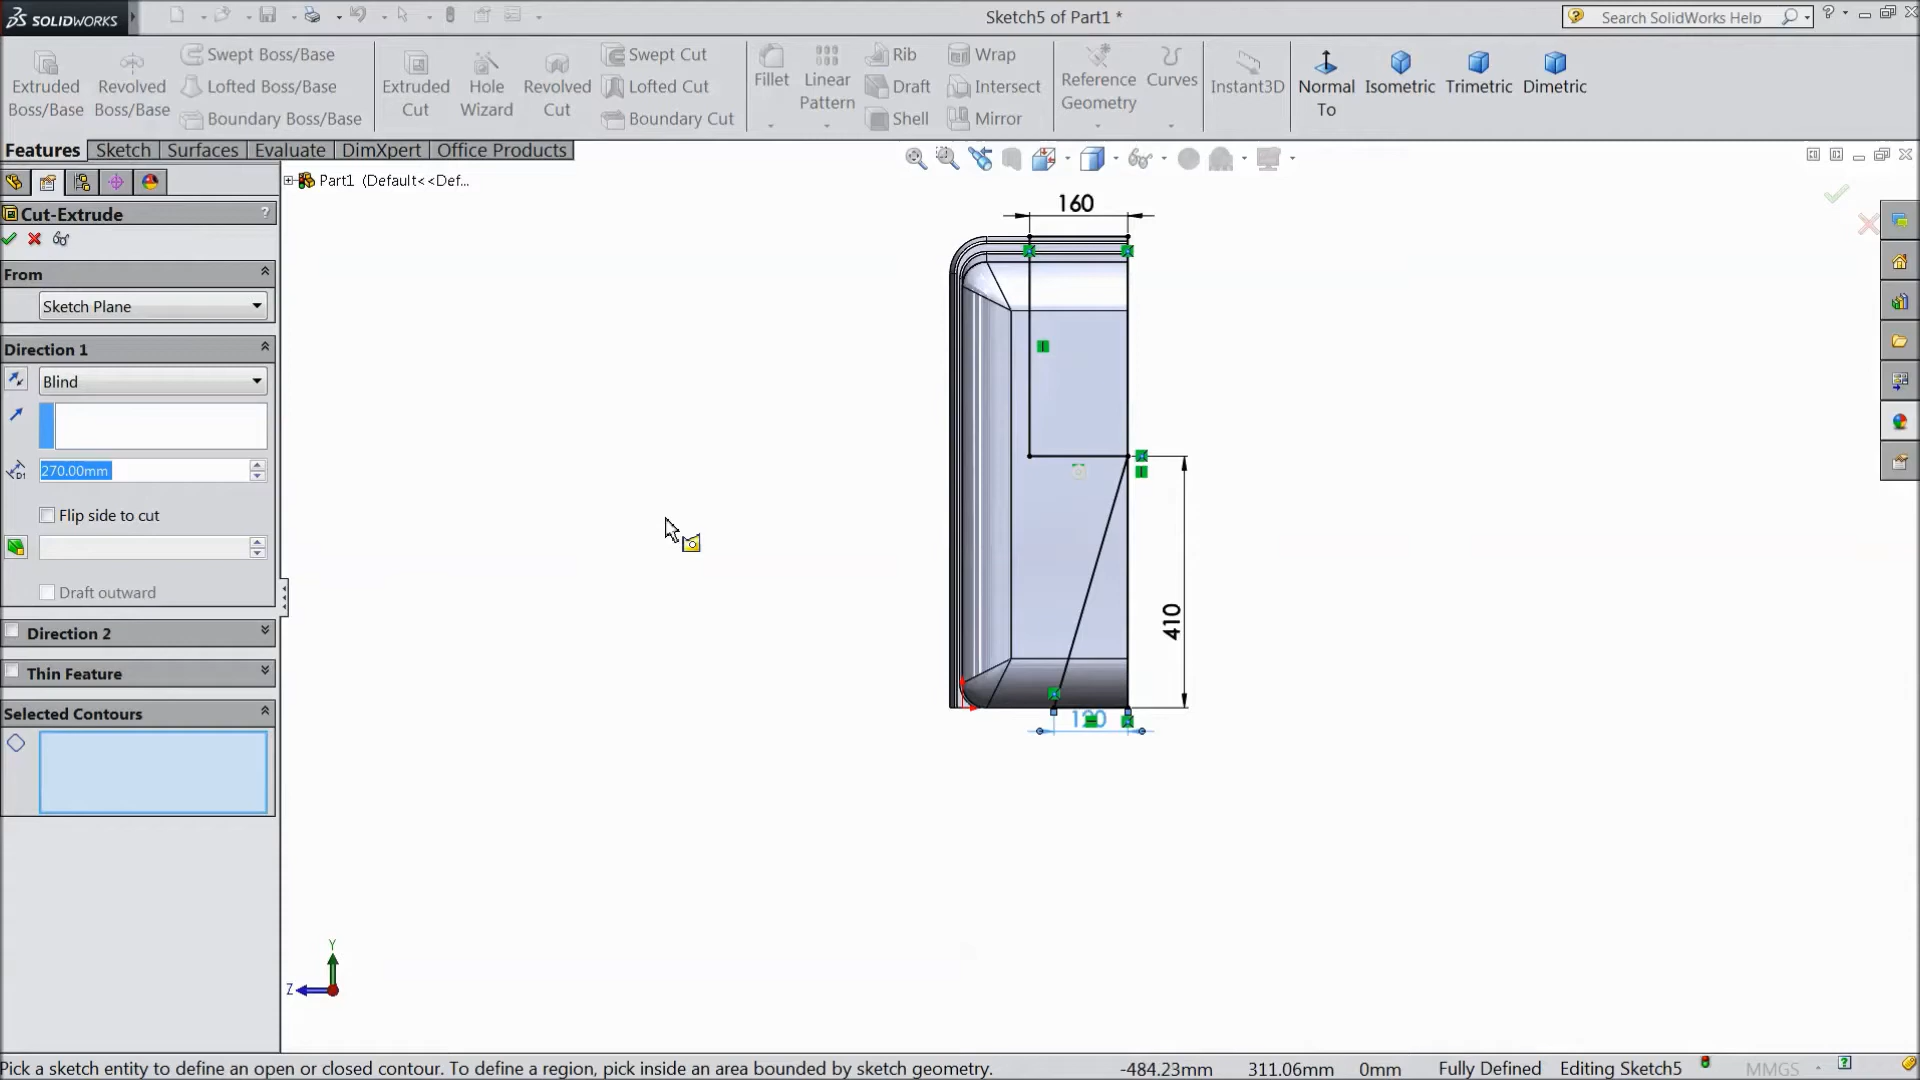 SOLIDWORKS
Sketch5 of Part1 *
Search SolidWorks Help
Extruded Boss/Base
Revolved Boss/Base
Swept Boss/Base
Lofted Boss/Base
Boundary Boss/Base
Extruded Cut
Hole Wizard
Revolved Cut
Swept Cut
Lofted Cut
Boundary Cut
Fillet
Linear Pattern
Rib
Draft
Shell
Wrap
Intersect
Mirror
Reference Geometry
Curves
Instant3D
Normal To
Isometric
Trimetric
Dimetric
Features
Sketch
Surfaces
Evaluate
DimXpert
Office Products
Part1 (Default<<Def...
Cut-Extrude
?
From
Sketch Plane
Direction 1
Blind
D1
270.00mm
Flip side to cut
Draft outward
Direction 2
Thin Feature
Selected Contours
160
410
120
Y
Z
Pick a sketch entity to define an open or closed contour. To define a region, pick inside an area bounded by sketch geometry.
-484.23mm
311.06mm
0mm
Fully Defined
Editing Sketch5
MMGS
?